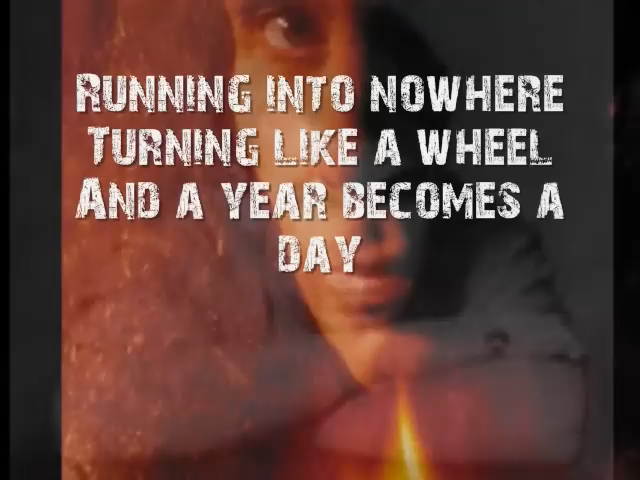 Running into nowhere
Turning like a wheel
And a year becomes a
day